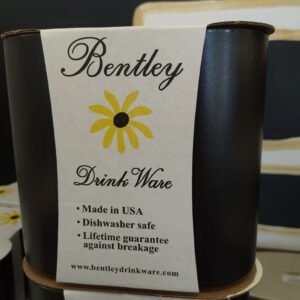 Bentley
Drink Ware
• Made in USA
• Dishwasher safe
• Lifetime guarantee
against breakage
www.bentleydrinkware.com